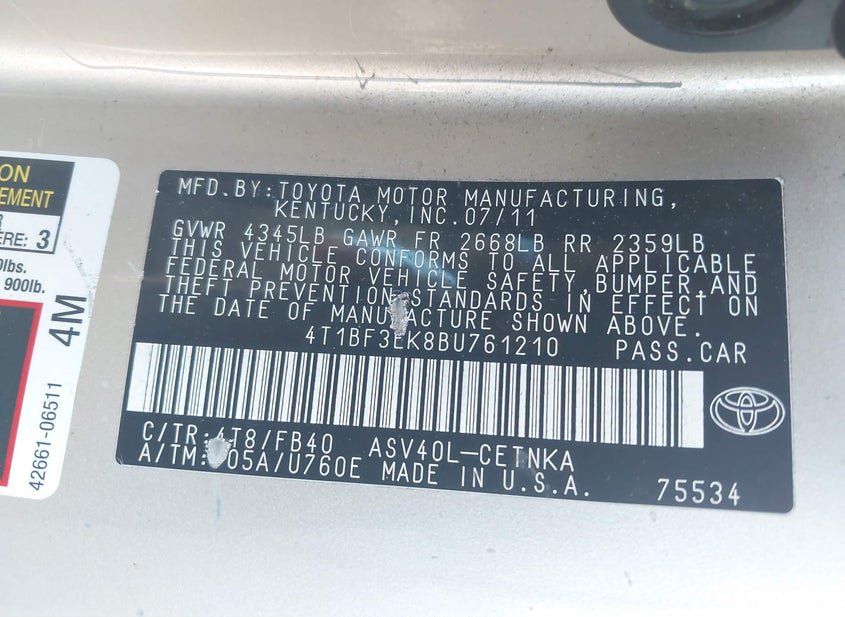 ON
EMENT
ERE: 3
lbs.
900lb.
4M
42661-06511
MFD.BY:TOYOTA MOTOR MANUFACTURING,
KENTUCKY,INC.07/11
GVWR 4345LB GAWR FR 2668LB RR 2359LB
THIS VEHICLE CONFORMS TO ALL APPLICABLE
FEDERAL MOTOR VEHICLE SAFETY,BUMPER,AND
THEFT PREVENTION STANDARDS IN EFFECT ON
THE DATE OF MANUFACTURE SHOWN ABOVE.
4T1BF3EK8BU761210 PASS.CAR
C/TR:4T8/FB40 ASV40L-CETNKA
A/TM: 05A/U760E MADE IN U.S.A. 75534